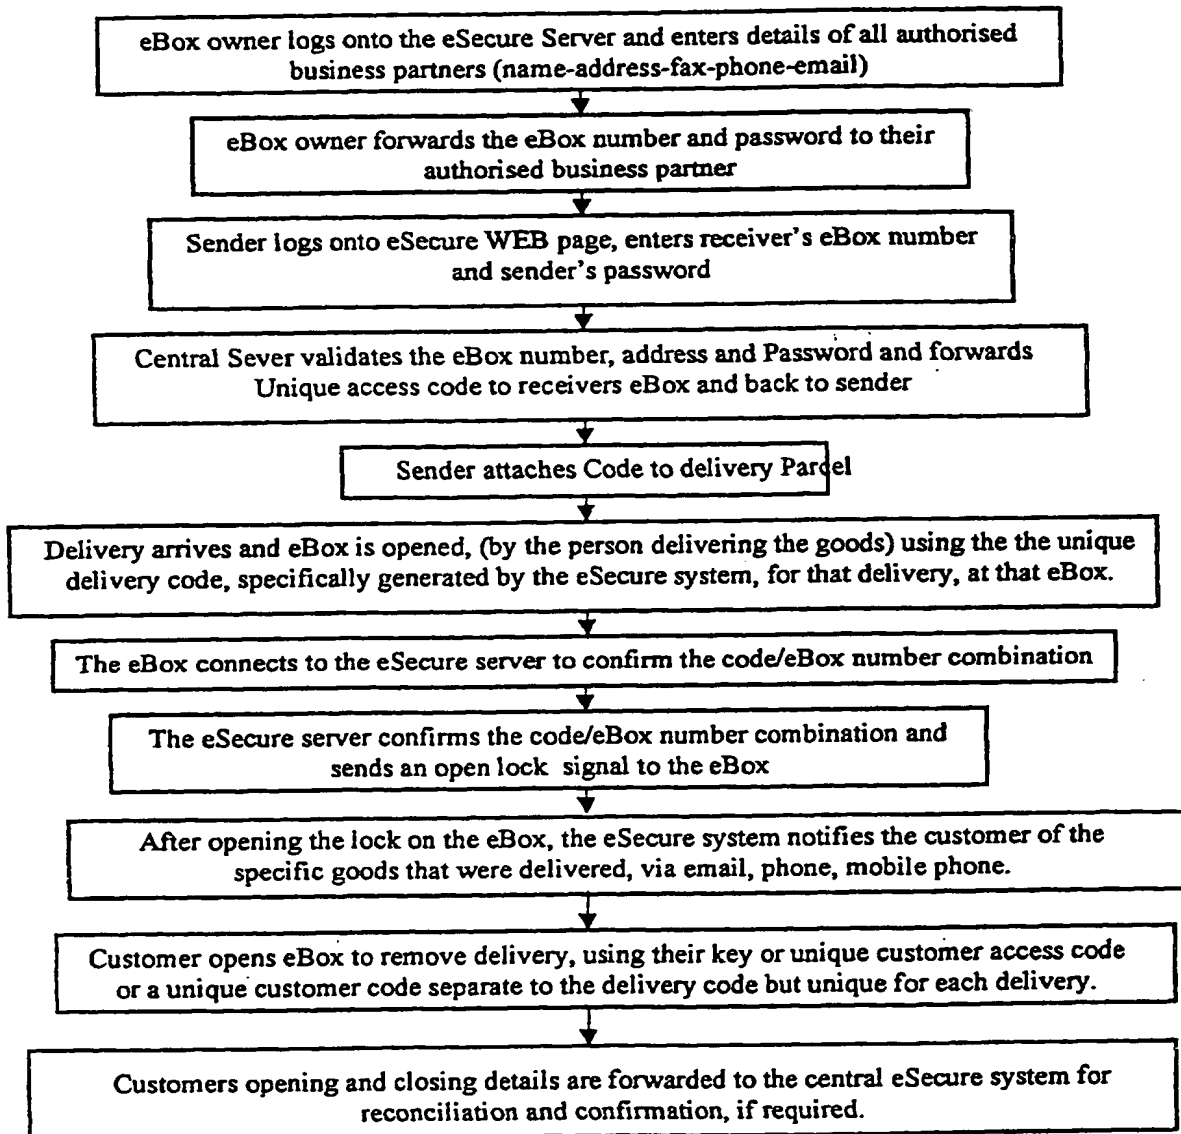 eBox owner logs onto the eSecure Server and enters details of all authorised
business partners (name-address-fax-phone-email)
eBox owner forwards the eBox number and password to their
authorised business partner
Sender logs onto eSecure WEB page, enters receiver's eBox number
and sender's password
Central Sever validates the eBox number, address and Password and forwards
Unique access code to receivers eBox and back to sender
Sender attaches Code to delivery Parcel
Delivery arrives and eBox is opened, (by the person delivering the goods) using the the unique
delivery code, specifically generated by the eSecure system, for that delivery, at that eBox.
The eBox connects to the eSecure server to confirm the code/eBox number combination
The eSecure server confirms the code/eBox number combination and
sends an open lock signal to the eBox
After opening the lock on the eBox, the eSecure system notifies the customer of the
specific goods that were delivered, via email, phone, mobile phone.
Customer opens eBox to remove delivery, using their key or unique customer access code
or a unique customer code separate to the delivery code but unique for each delivery.
Customers opening and closing details are forwarded to the central eSecure system for
reconciliation and confirmation, if required.